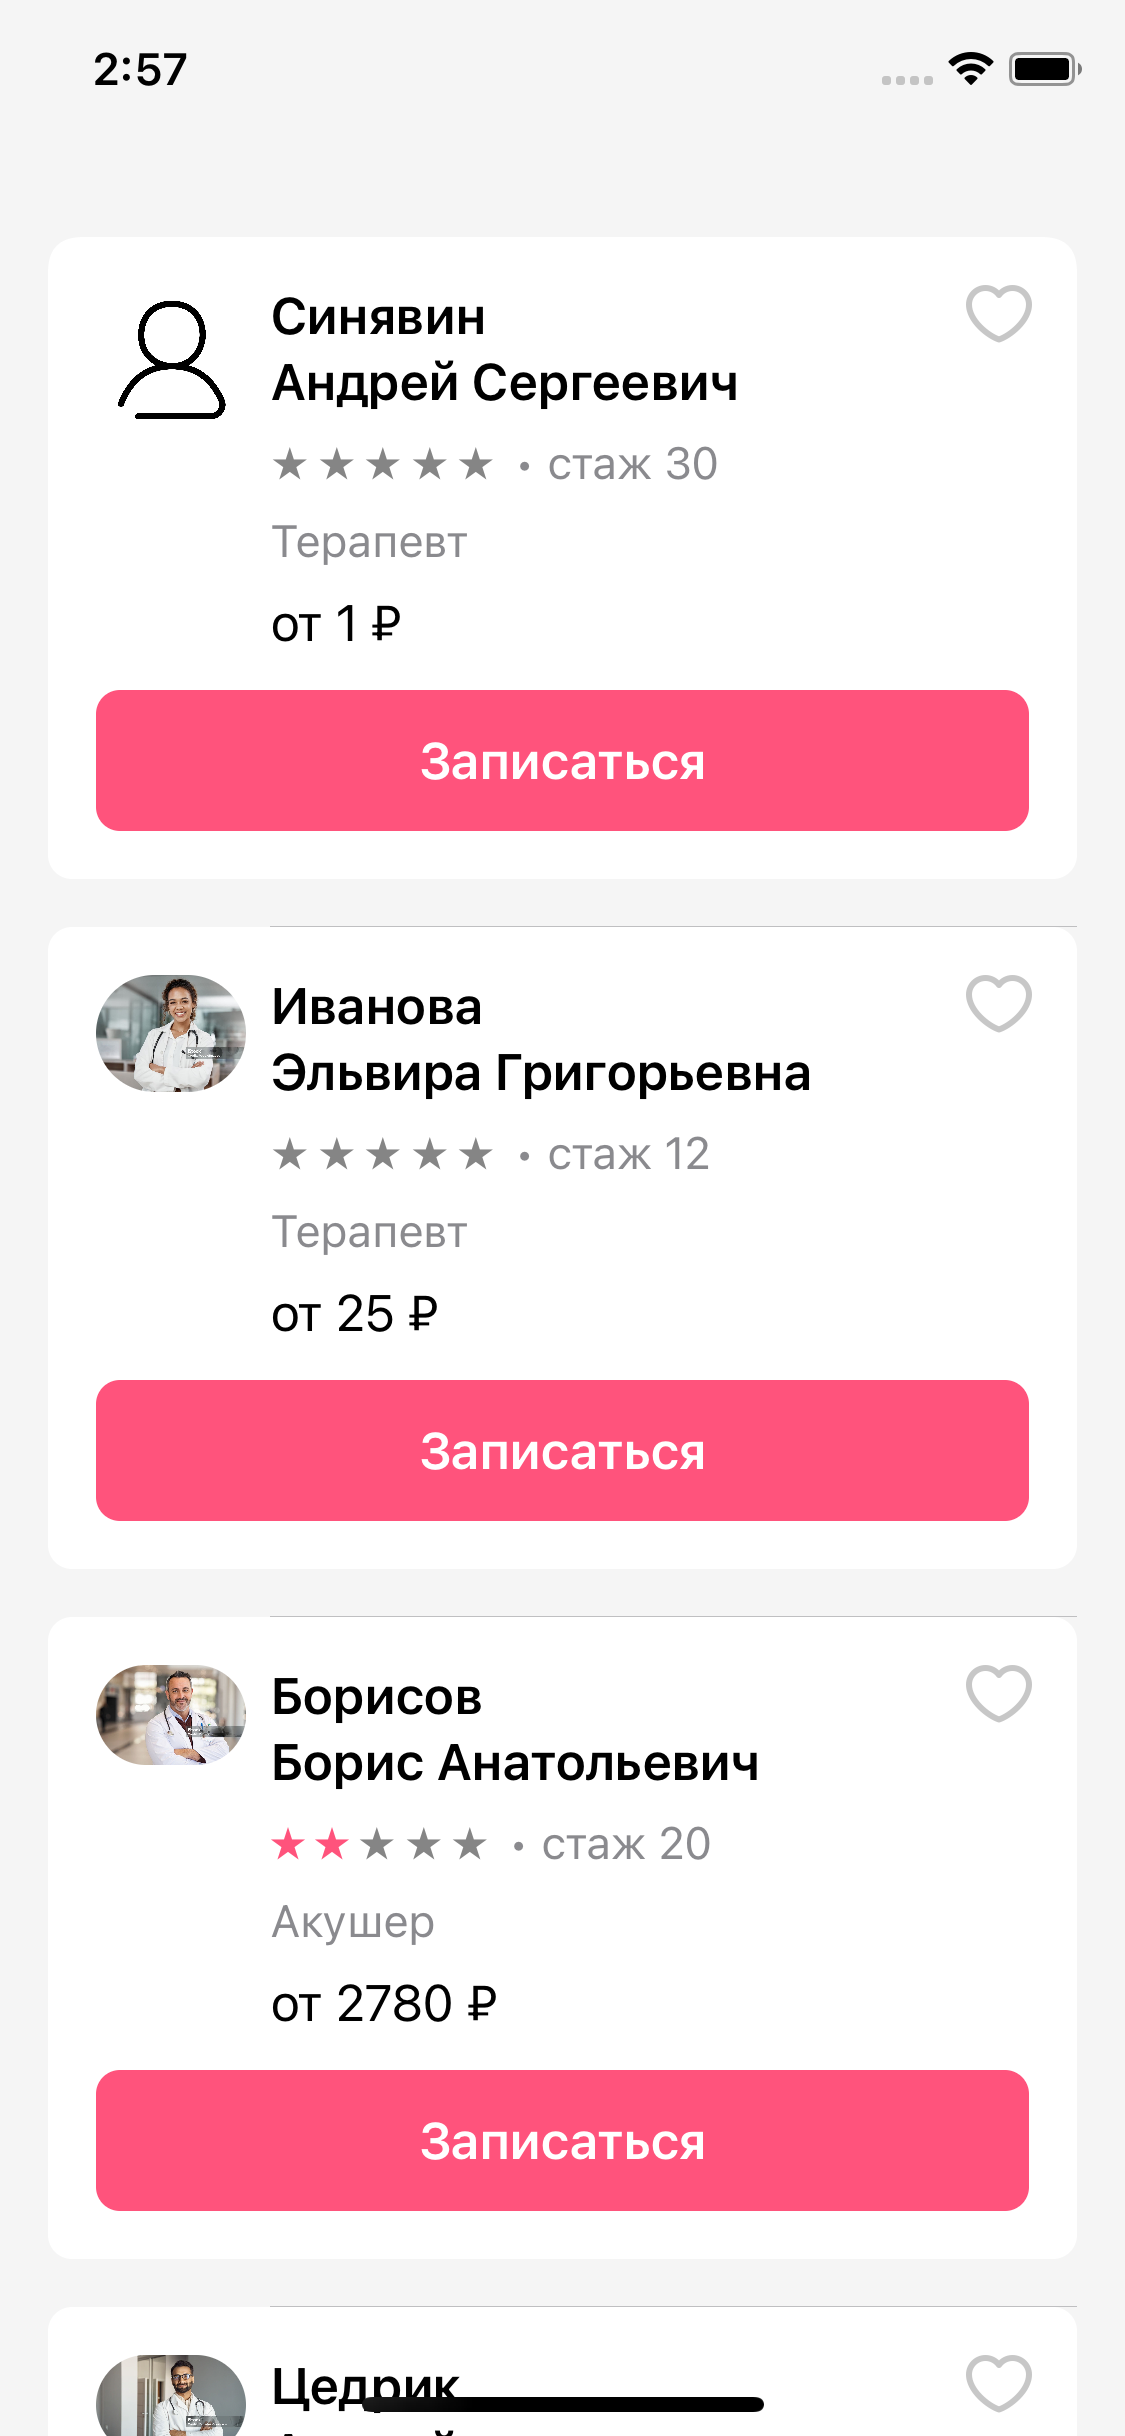 2:57
Синявин
Андрей Сергеевич
★ ★ ★ ★ ★ • стаж 30
Терапевт
от 1 ₽
Записаться
Иванова
Эльвира Григорьевна
★ ★ ★ ★ ★ • стаж 12
Терапевт
от 25 ₽
Записаться
Борисов
Борис Анатольевич
★ ★ ★ ★ ★ • стаж 20
Акушер
от 2780 ₽
Записаться
Цедрик